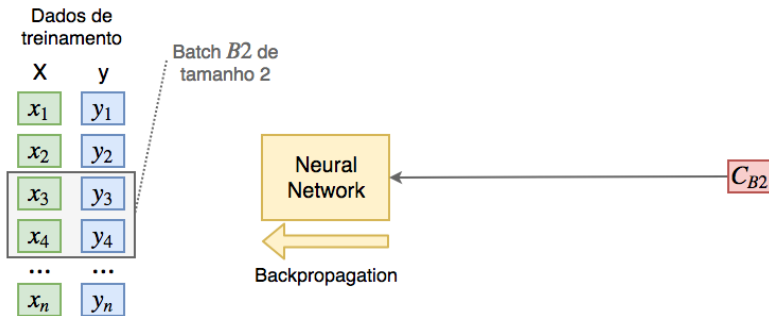 Dados de
treinamento
X y
Batch B2 de
tamanho 2
x1 y1
x2 y2
x3 y3
x4 y4
... ...
xn yn
Neural
Network
Backpropagation
CB2